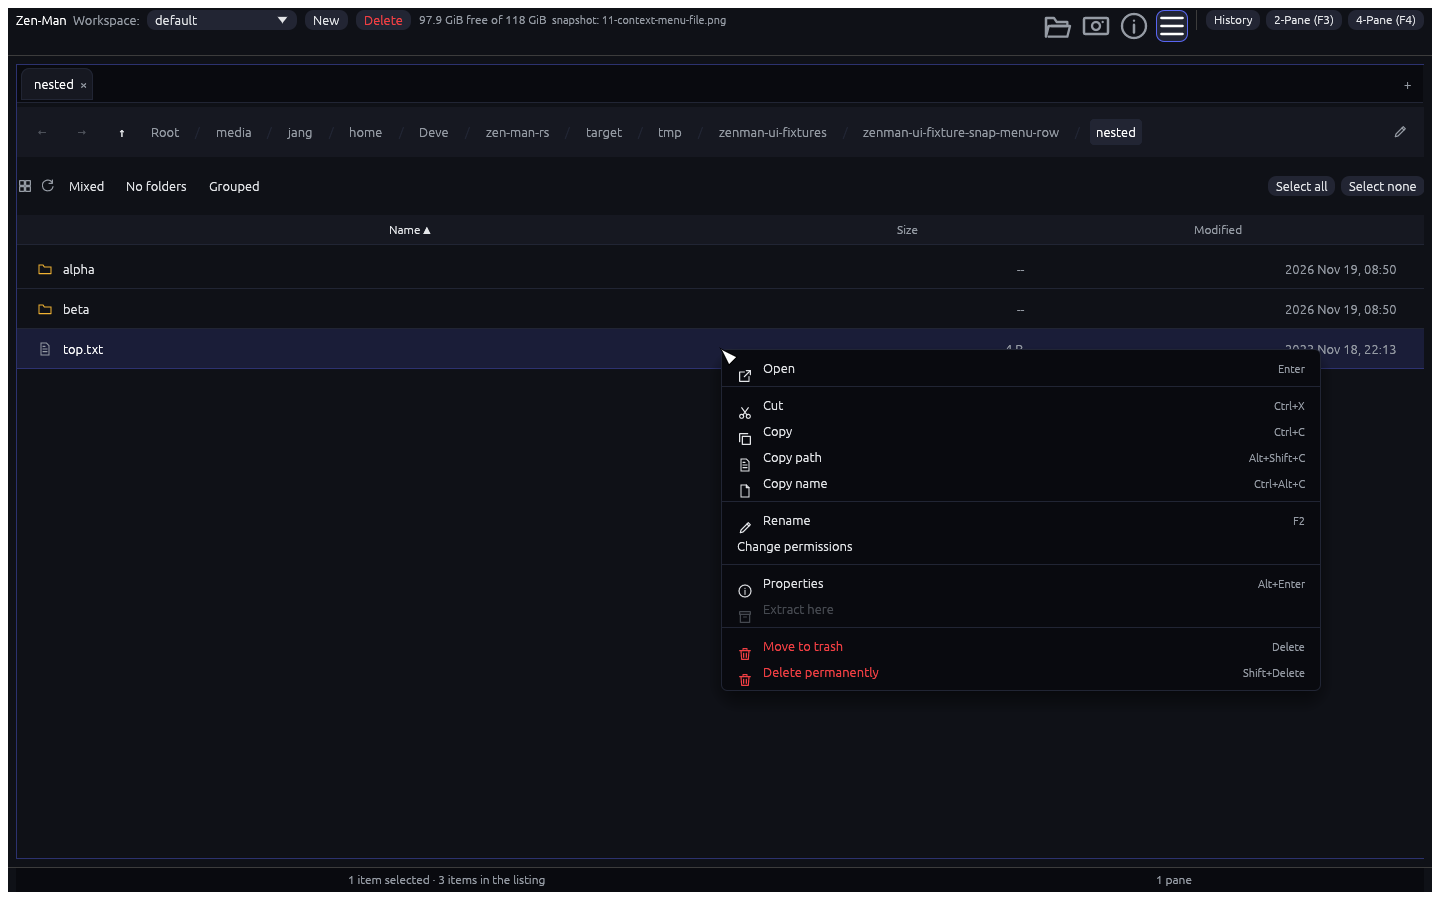 Zen-Man Workspace: default New Delete 97.9 GiB free of 118 GiB snapshot: 11-context-menu-file.png History 2-Pane (F3) 4-Pane (F4)
nested × +
← → ↑ Root / media / jang / home / Deve / zen-man-rs / target / tmp / zenman-ui-fixtures / zenman-ui-fixture-snap-menu-row / nested
Mixed No folders Grouped Select all Select none
Name▲ Size Modified
alpha -- 2026 Nov 19, 08:50
beta -- 2026 Nov 19, 08:50
top.txt Nov 18, 22:13
Open Enter
Cut Ctrl+X
Copy Ctrl+C
Copy path Alt+Shift+C
Copy name Ctrl+Alt+C
Rename F2
Change permissions
Properties Alt+Enter
Extract here
Move to trash Delete
Delete permanently Shift+Delete
1 item selected · 3 items in the listing 1 pane